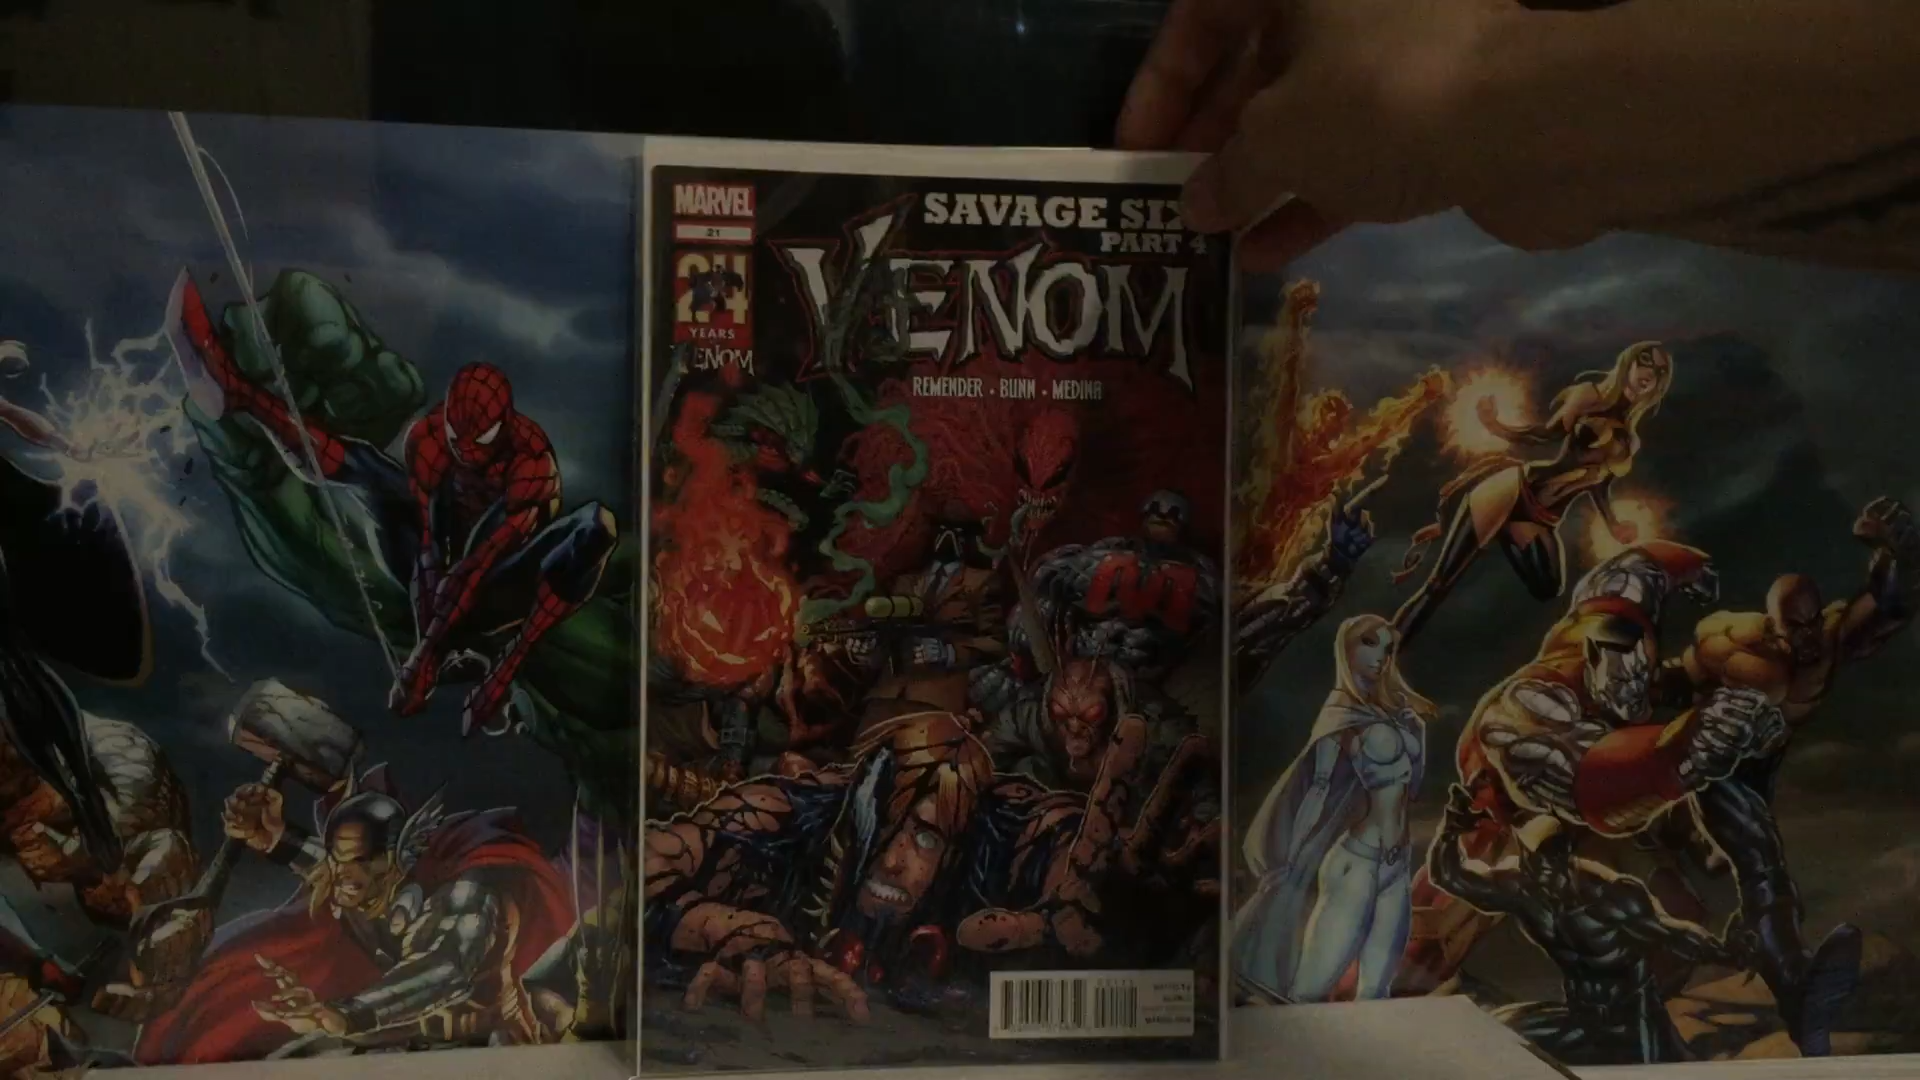 MARVEL
21
24
YEARS
VENOM
SAVAGE SIX
PART 4
VENOM
REMENDER · BUNN · MEDINA